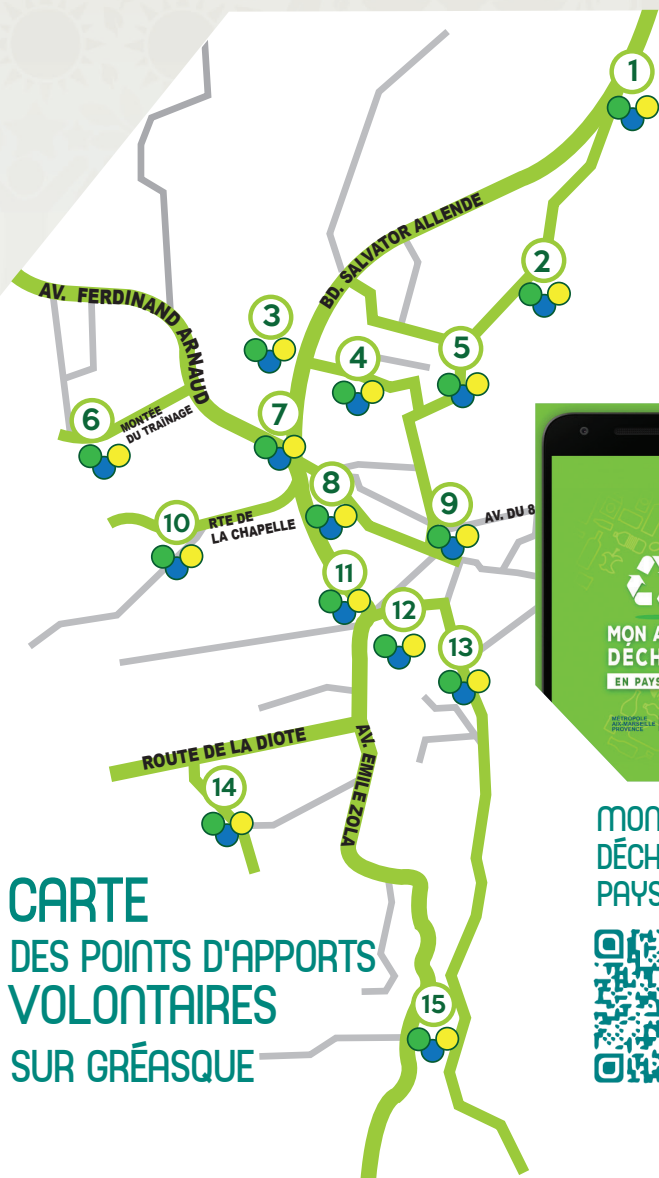 1
BD. SALVATOR ALLENDE
2
AV. FERDINAND ARNAUD
3
4
5
6
MONTÉE
DU TRAÎNAGE
7
8
9
AV. DU 8
10
RTE DE
LA CHAPELLE
11
12
13
MON A
DÉCH
EN PAYS
MÉTROPOLE
AIX-MARSEILLE
PROVENCE
ROUTE DE LA DIOTE
AV. EMILE ZOLA
14
MON
DÉCH
PAYS
CARTE
DES POINTS D'APPORTS
VOLONTAIRES
SUR GRÉASQUE
15